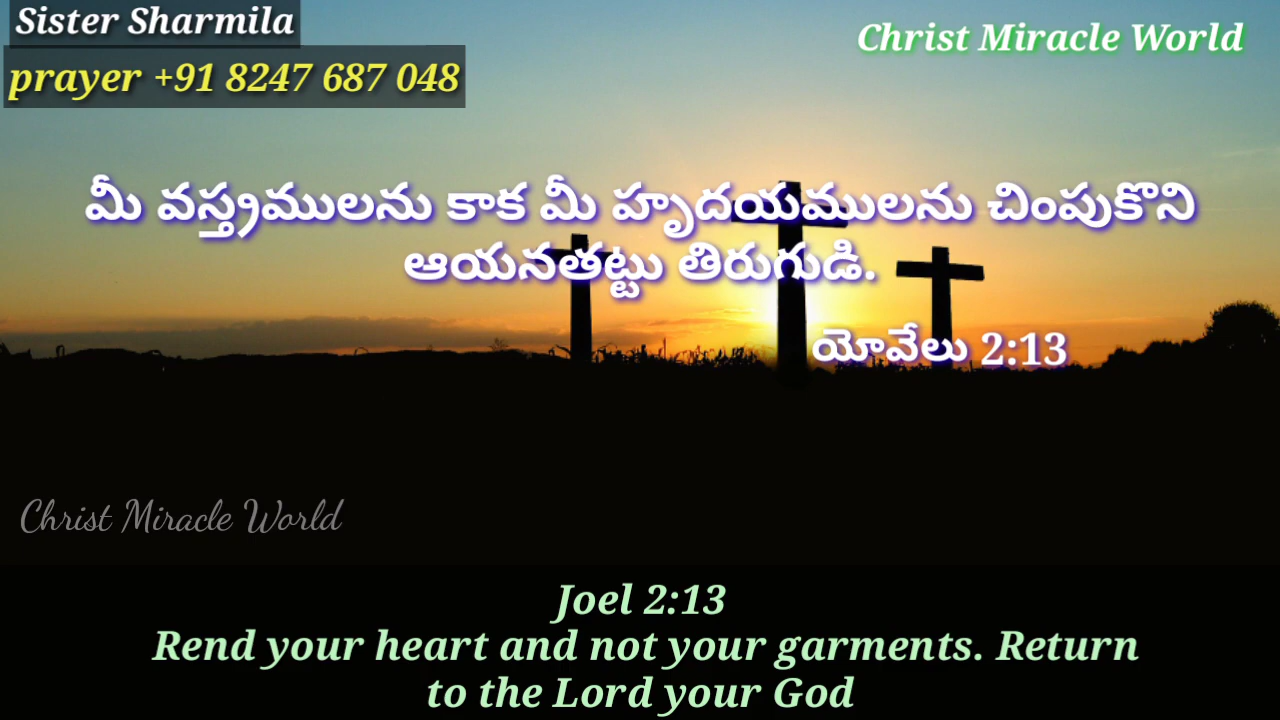 Sister Sharmila
Christ Miracle World
prayer +91 8247 687 048
మీ వస్త్రములను కాక మీ హృదయములను చింపుకొని
ఆయనతట్టు తిరుగుడి.
యోవేలు 2:13
Christ Miracle World
Joel 2:13
Rend your heart and not your garments. Return
to the Lord your God